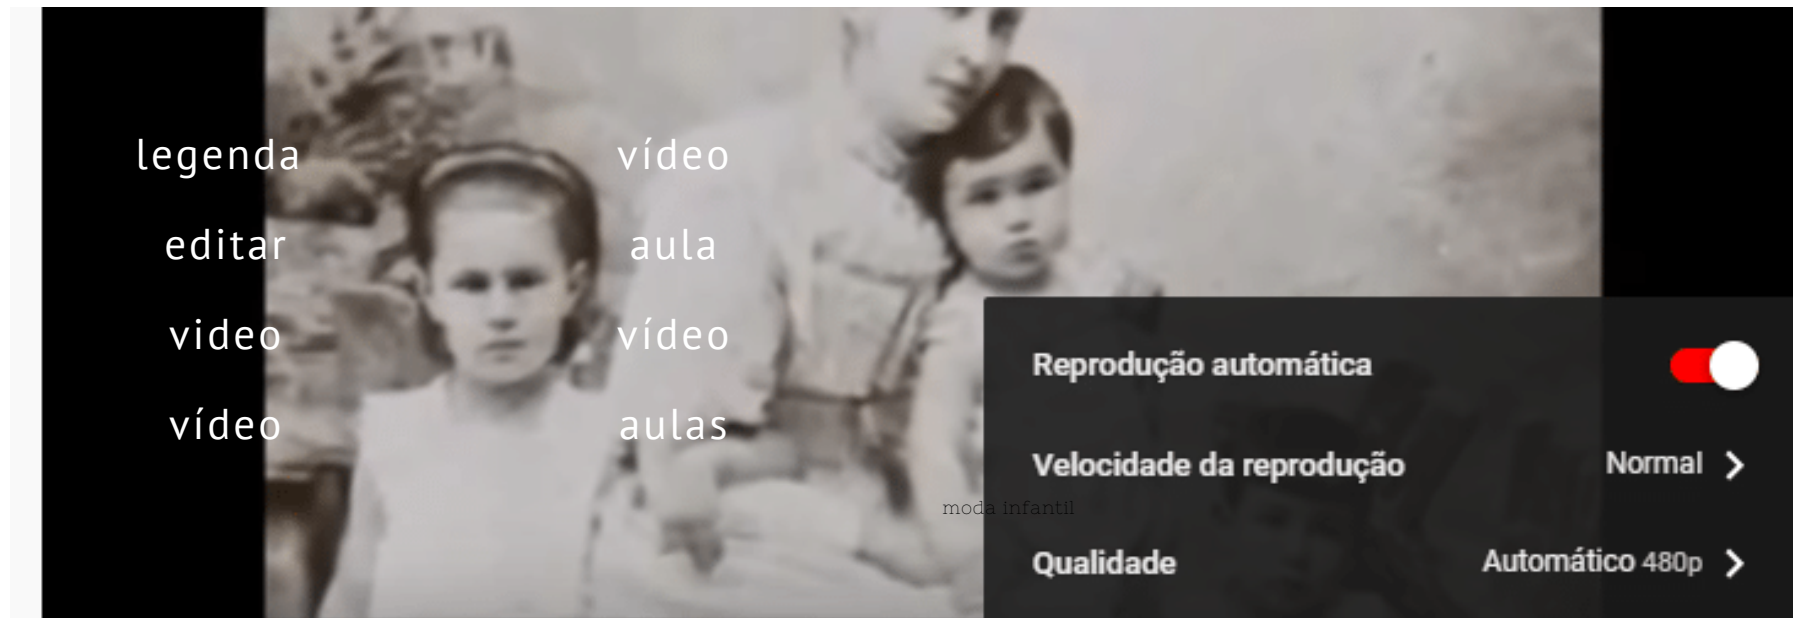 legenda
editar
video
vídeo
vídeo
aula
vídeo
aulas
moda infantil
Reprodução automática
Velocidade da reprodução Normal
Qualidade Automático 480p